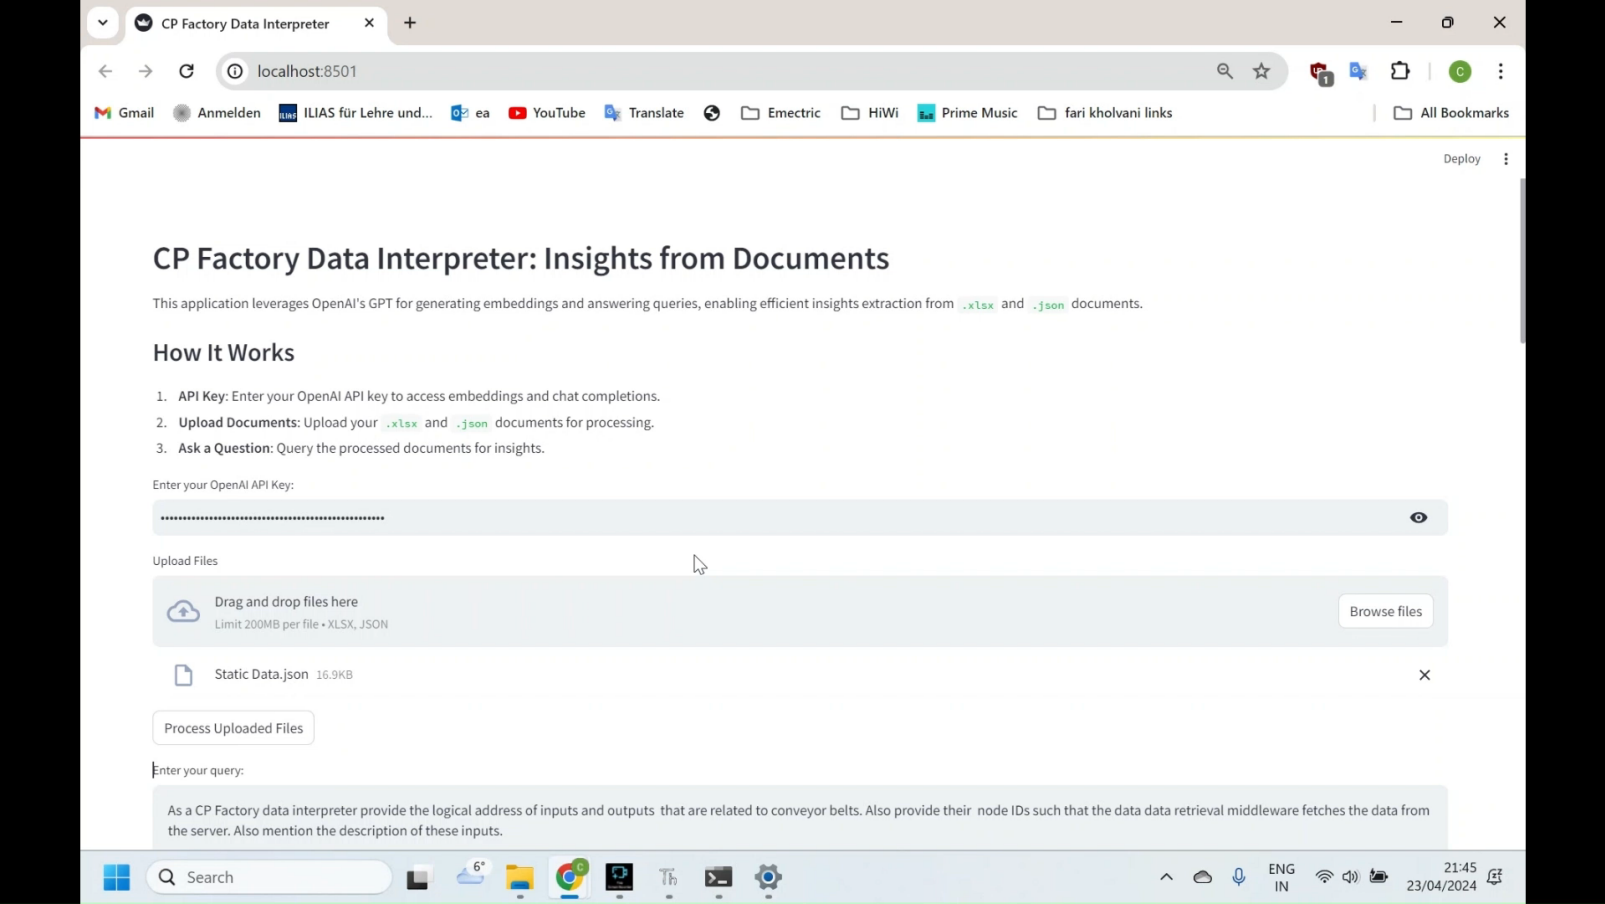 CP Factory Data Interpreter
localhost:8501
1
C
Gmail
Anmelden
ILIAS
ILIAS für Lehre und...
ea
YouTube
Translate
Emectric
HiWi
Prime Music
fari kholvani links
All Bookmarks
Deploy
CP Factory Data Interpreter: Insights from Documents
This application leverages OpenAI's GPT for generating embeddings and answering queries, enabling efficient insights extraction from .xlsx and .json documents.
How It Works
1. API Key: Enter your OpenAI API key to access embeddings and chat completions.
2. Upload Documents: Upload your .xlsx and .json documents for processing.
3. Ask a Question: Query the processed documents for insights.
Enter your OpenAI API Key:
Upload Files
Drag and drop files here
Limit 200MB per file • XLSX, JSON
Browse files
Static Data.json 16.9KB
Process Uploaded Files
Enter your query:
As a CP Factory data interpreter provide the logical address of inputs and outputs that are related to conveyor belts. Also provide their node IDs such that the data data retrieval middleware fetches the data from
the server. Also mention the description of these inputs.
Search
6°
C
Th
ENG
IN
21:45
23/04/2024